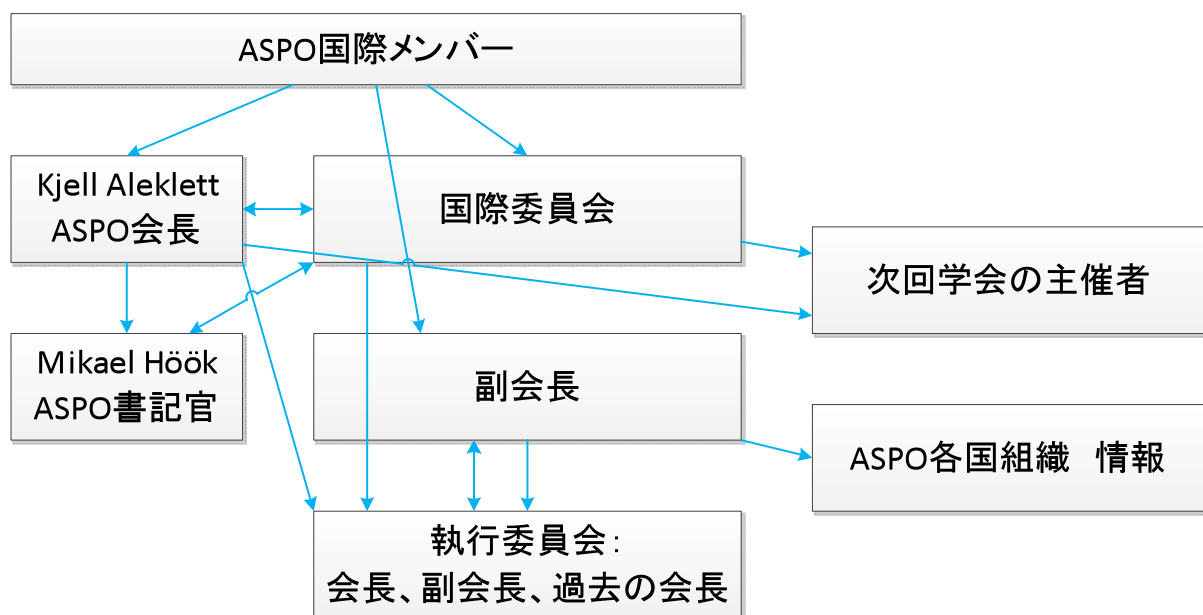 ASPO国際メンバー
Kjell Aleklett
ASPO会長
国際委員会
次回学会の主催者
Mikael Höök
ASPO書記官
副会長
ASPO各国組織　情報
執行委員会：
会長、副会長、過去の会長